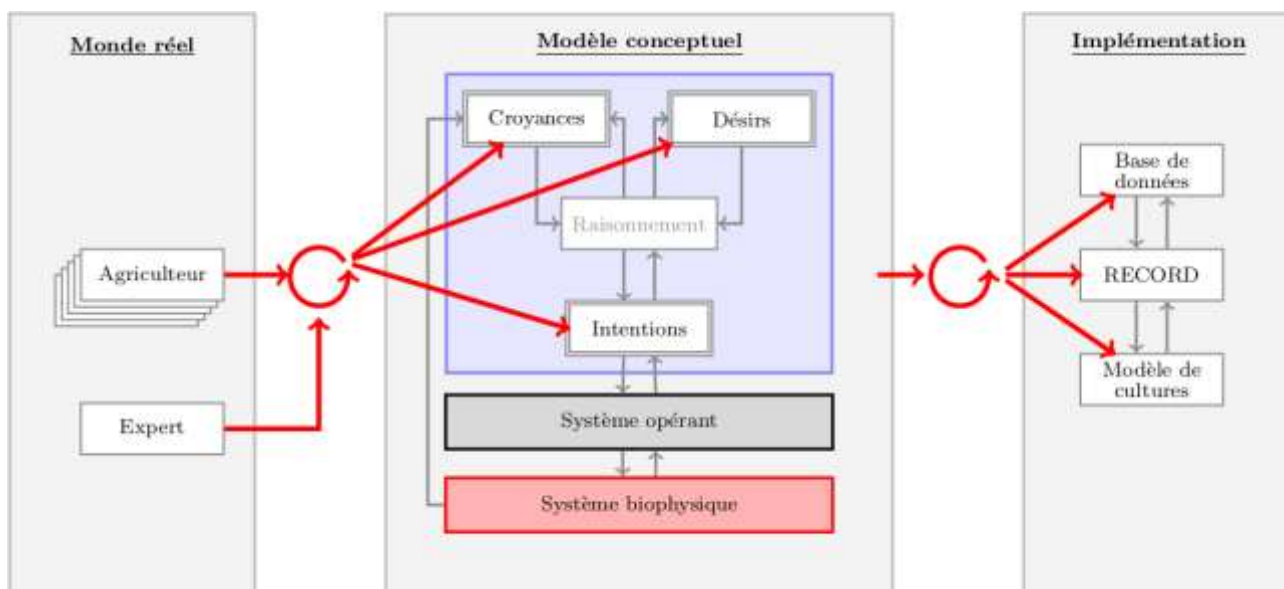 Monde réel
Agriculteur
Expert
Modèle conceptuel
Croyances
Désirs
Raisonnement
Intentions
Système opérant
Système biophysique
Implémentation
Base de
données
RECORD
Modèle de
cultures